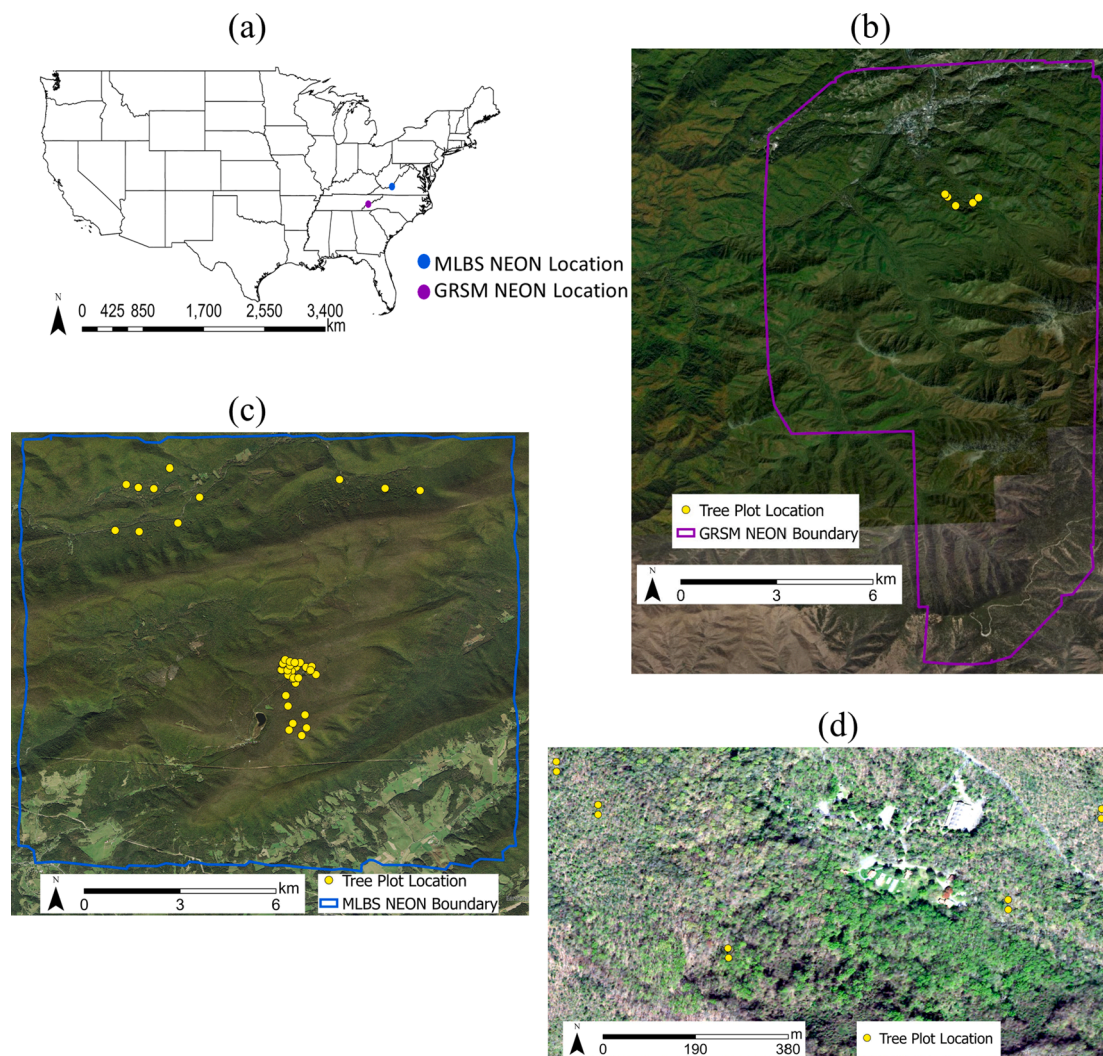 (a)
MLBS NEON Location
GRSM NEON Location
N
0 425 850 1,700 2,550 3,400
km
(b)
Tree Plot Location
GRSM NEON Boundary
N
km
0 3 6
(c)
N
km
0 3 6
Tree Plot Location
MLBS NEON Boundary
(d)
N
m
0 190 380
Tree Plot Location